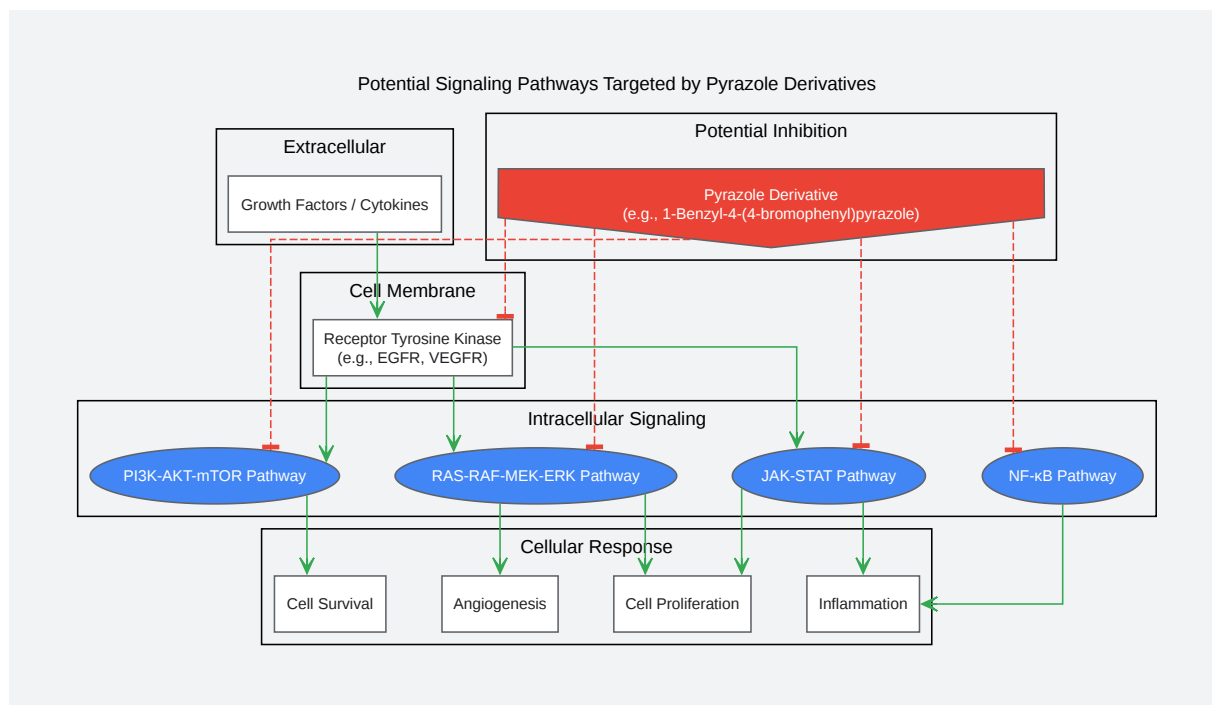 Potential Signaling Pathways Targeted by Pyrazole Derivatives
Extracellular
Potential Inhibition
Growth Factors / Cytokines
Pyrazole Derivative
(e.g., 1-Benzyl-4-(4-bromophenyl)pyrazole)
Cell Membrane
Receptor Tyrosine Kinase
(e.g., EGFR, VEGFR)
Intracellular Signaling
PI3K-AKT-mTOR Pathway
RAS-RAF-MEK-ERK Pathway
JAK-STAT Pathway
NF-κB Pathway
Cellular Response
Cell Survival
Angiogenesis
Cell Proliferation
Inflammation